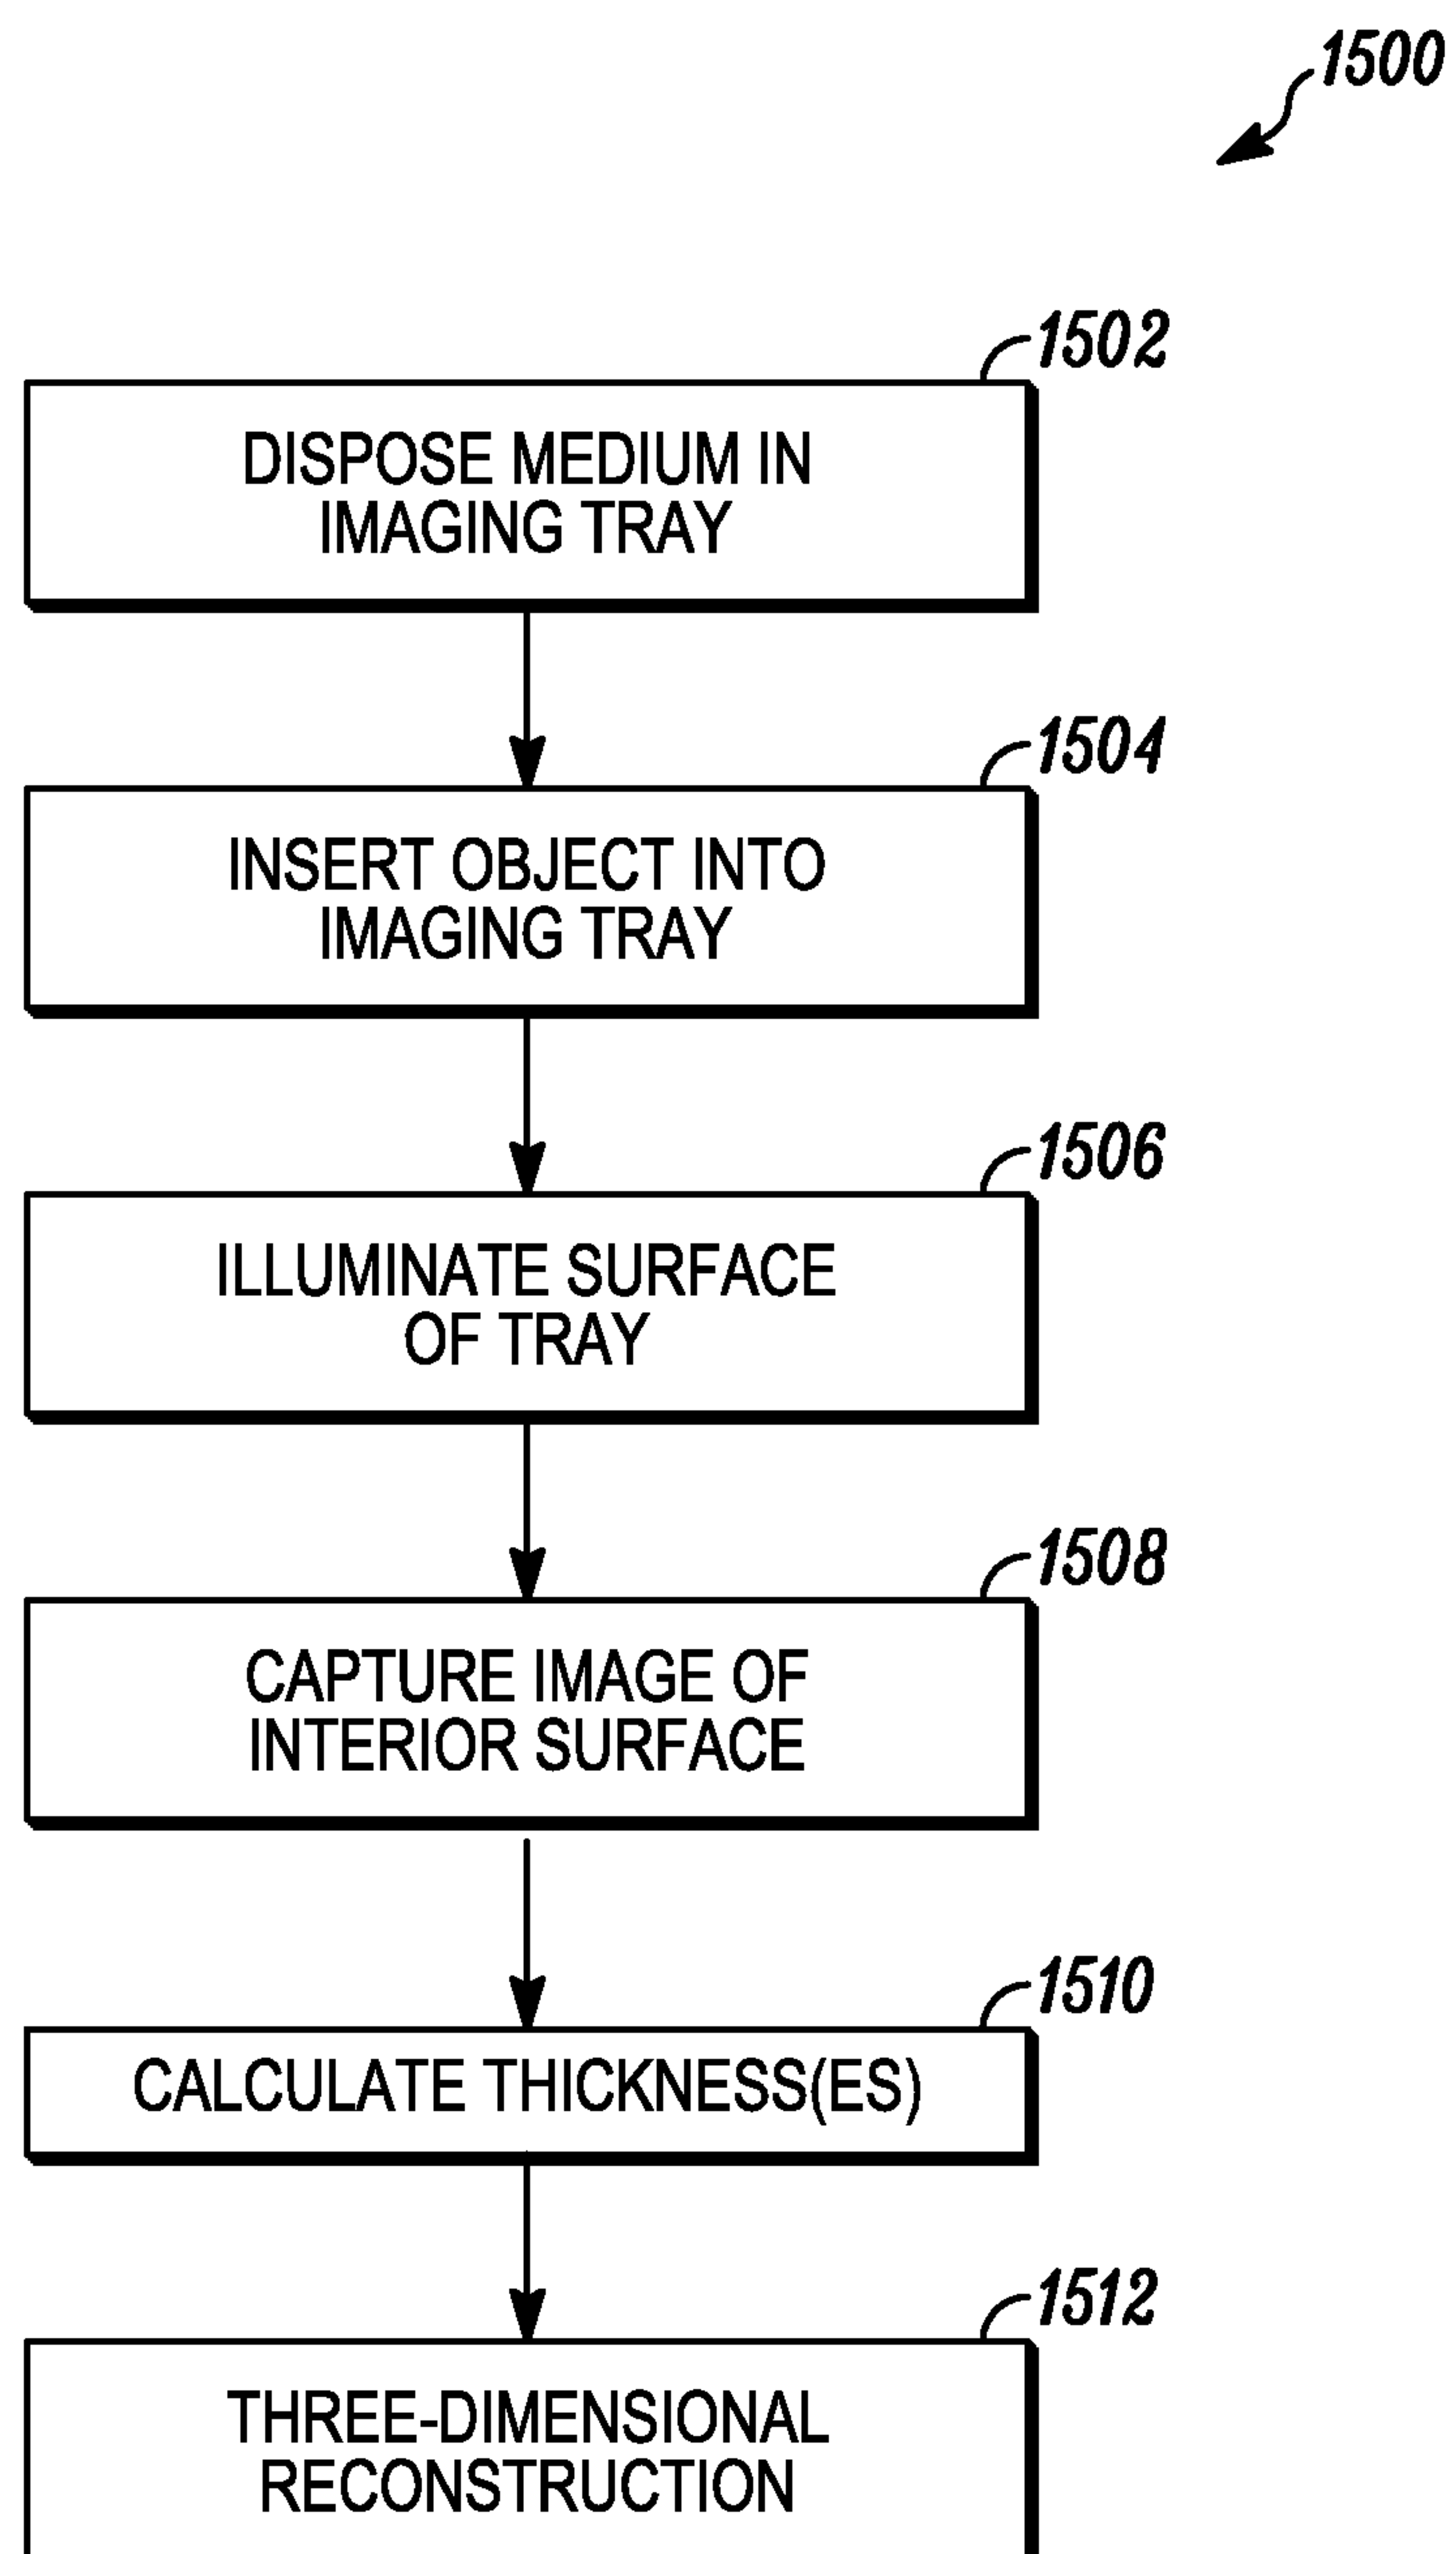 1500
1502
DISPOSE MEDIUM IN
IMAGING TRAY
1504
INSERT OBJECT INTO
IMAGING TRAY
1506
ILLUMINATE SURFACE
OF TRAY
1508
CAPTURE IMAGE OF
INTERIOR SURFACE
1510
CALCULATE THICKNESS(ES)
1512
THREE-DIMENSIONAL
RECONSTRUCTION